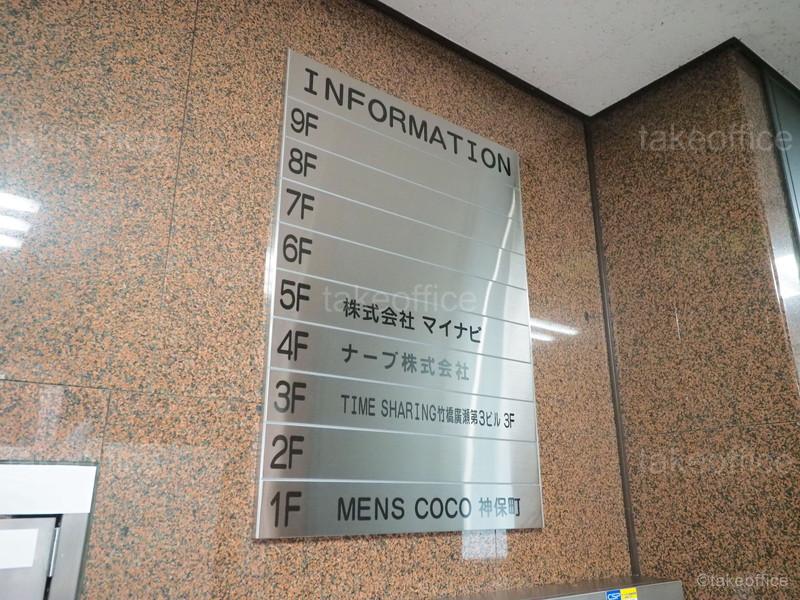 INFORMATION
9F
8F
7F
6F
5F 株式会社 マイナビ
4F ナーブ株式会社
3F TIME SHARING竹橋廣瀬第3ビル 3F
2F
1F MENS COCO 神保町
takeoffice
takeoffice
takeoffice
takeoffice
takeoffice
©takeoffice
CSP